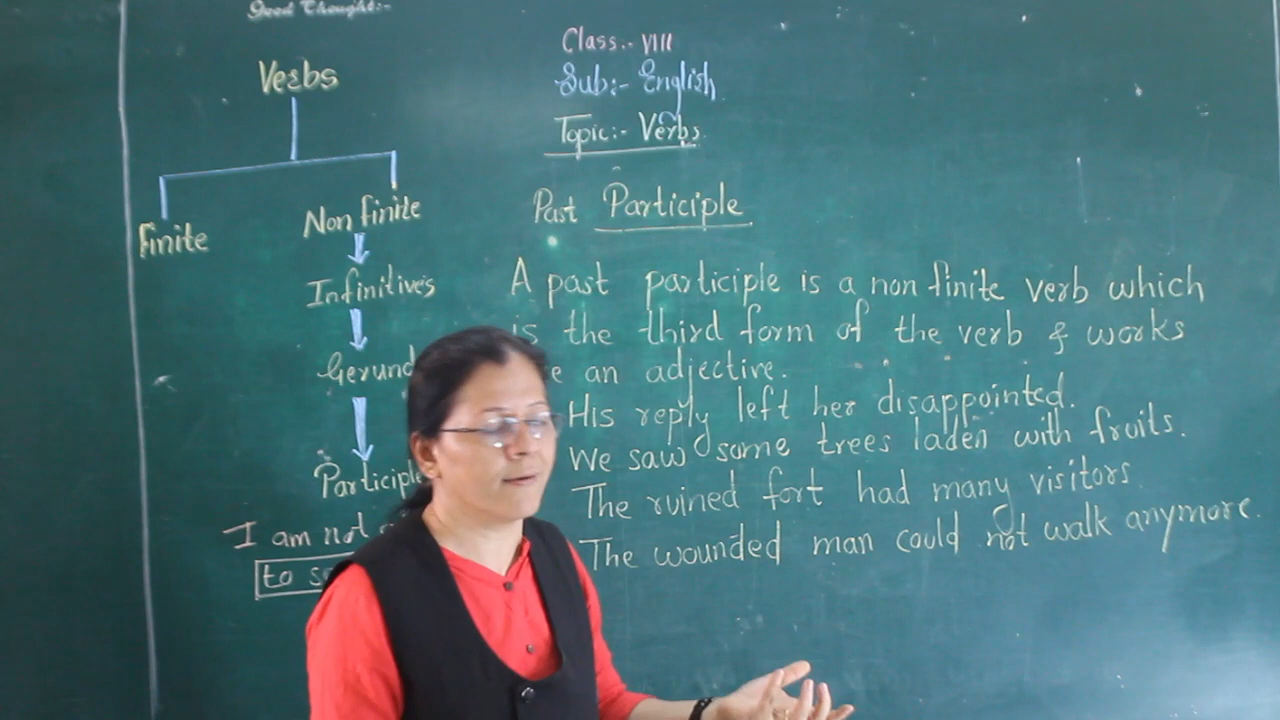 Good Thought:-
Class:- VIII
Sub:- English
Topic:- Verbs.
Verbs
Finite
Non finite
Infinitives
Gerund
Participle
I am not
to
Past Participle
A past participle is a non finite verb which
is the third form of the verb & works
an adjective.
His reply left her disappointed.
We saw some trees laden with fruits.
The ruined fort had many visitors.
The wounded man could not walk anymore.